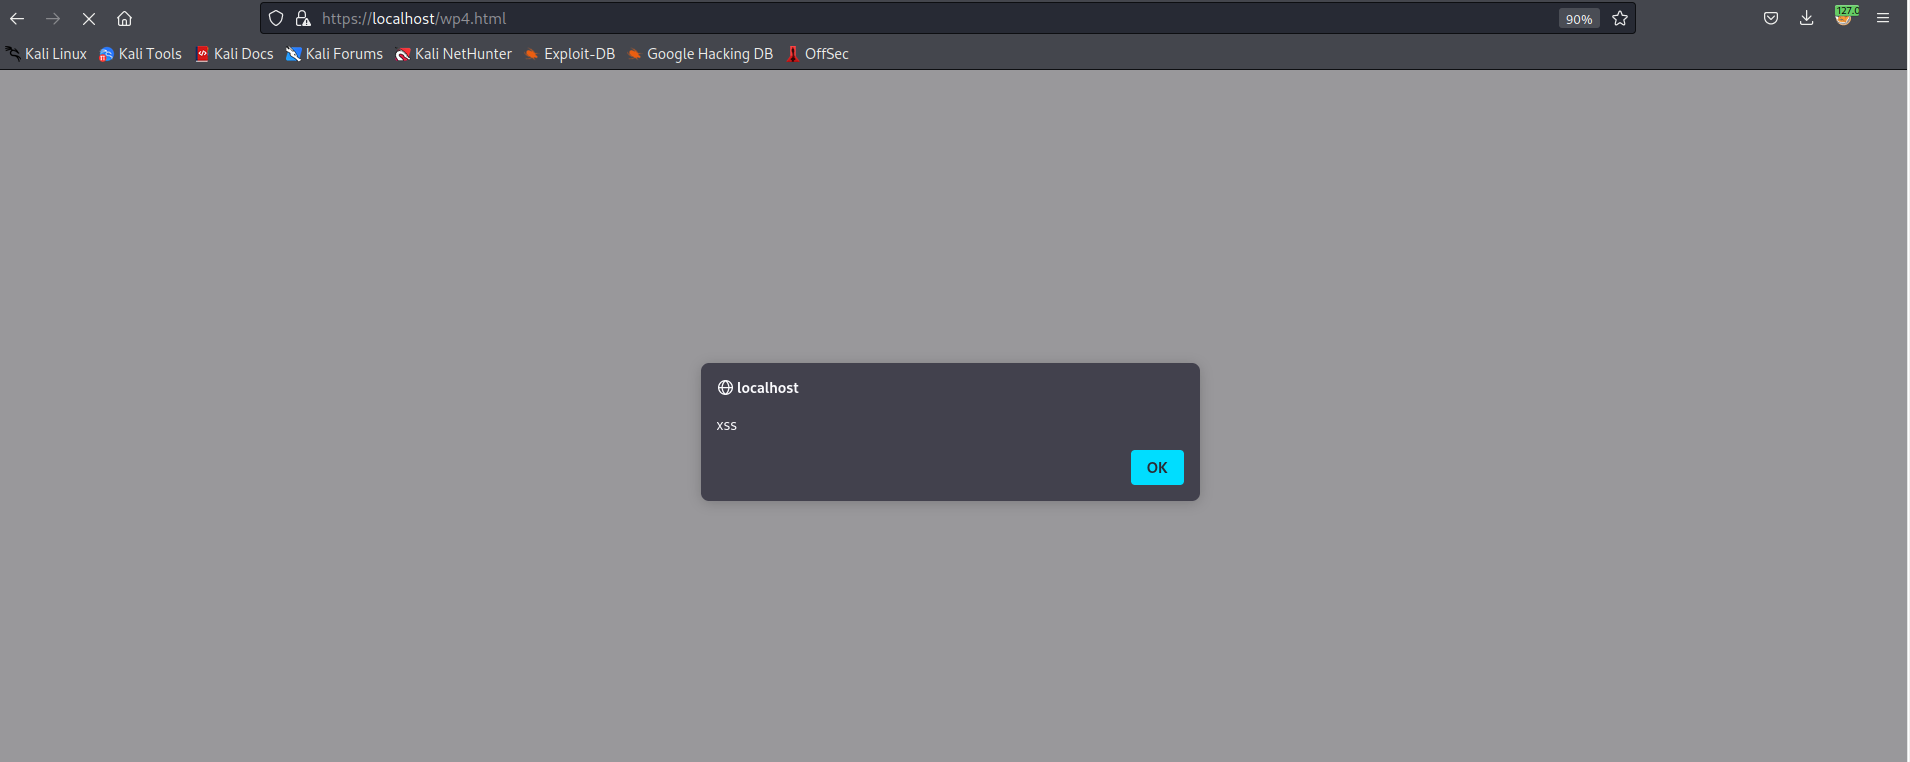 https://localhost/wp4.html
90%
127.0
Kali Linux Kali Tools Kali Docs Kali Forums Kali NetHunter Exploit-DB Google Hacking DB OffSec
localhost
xss
OK